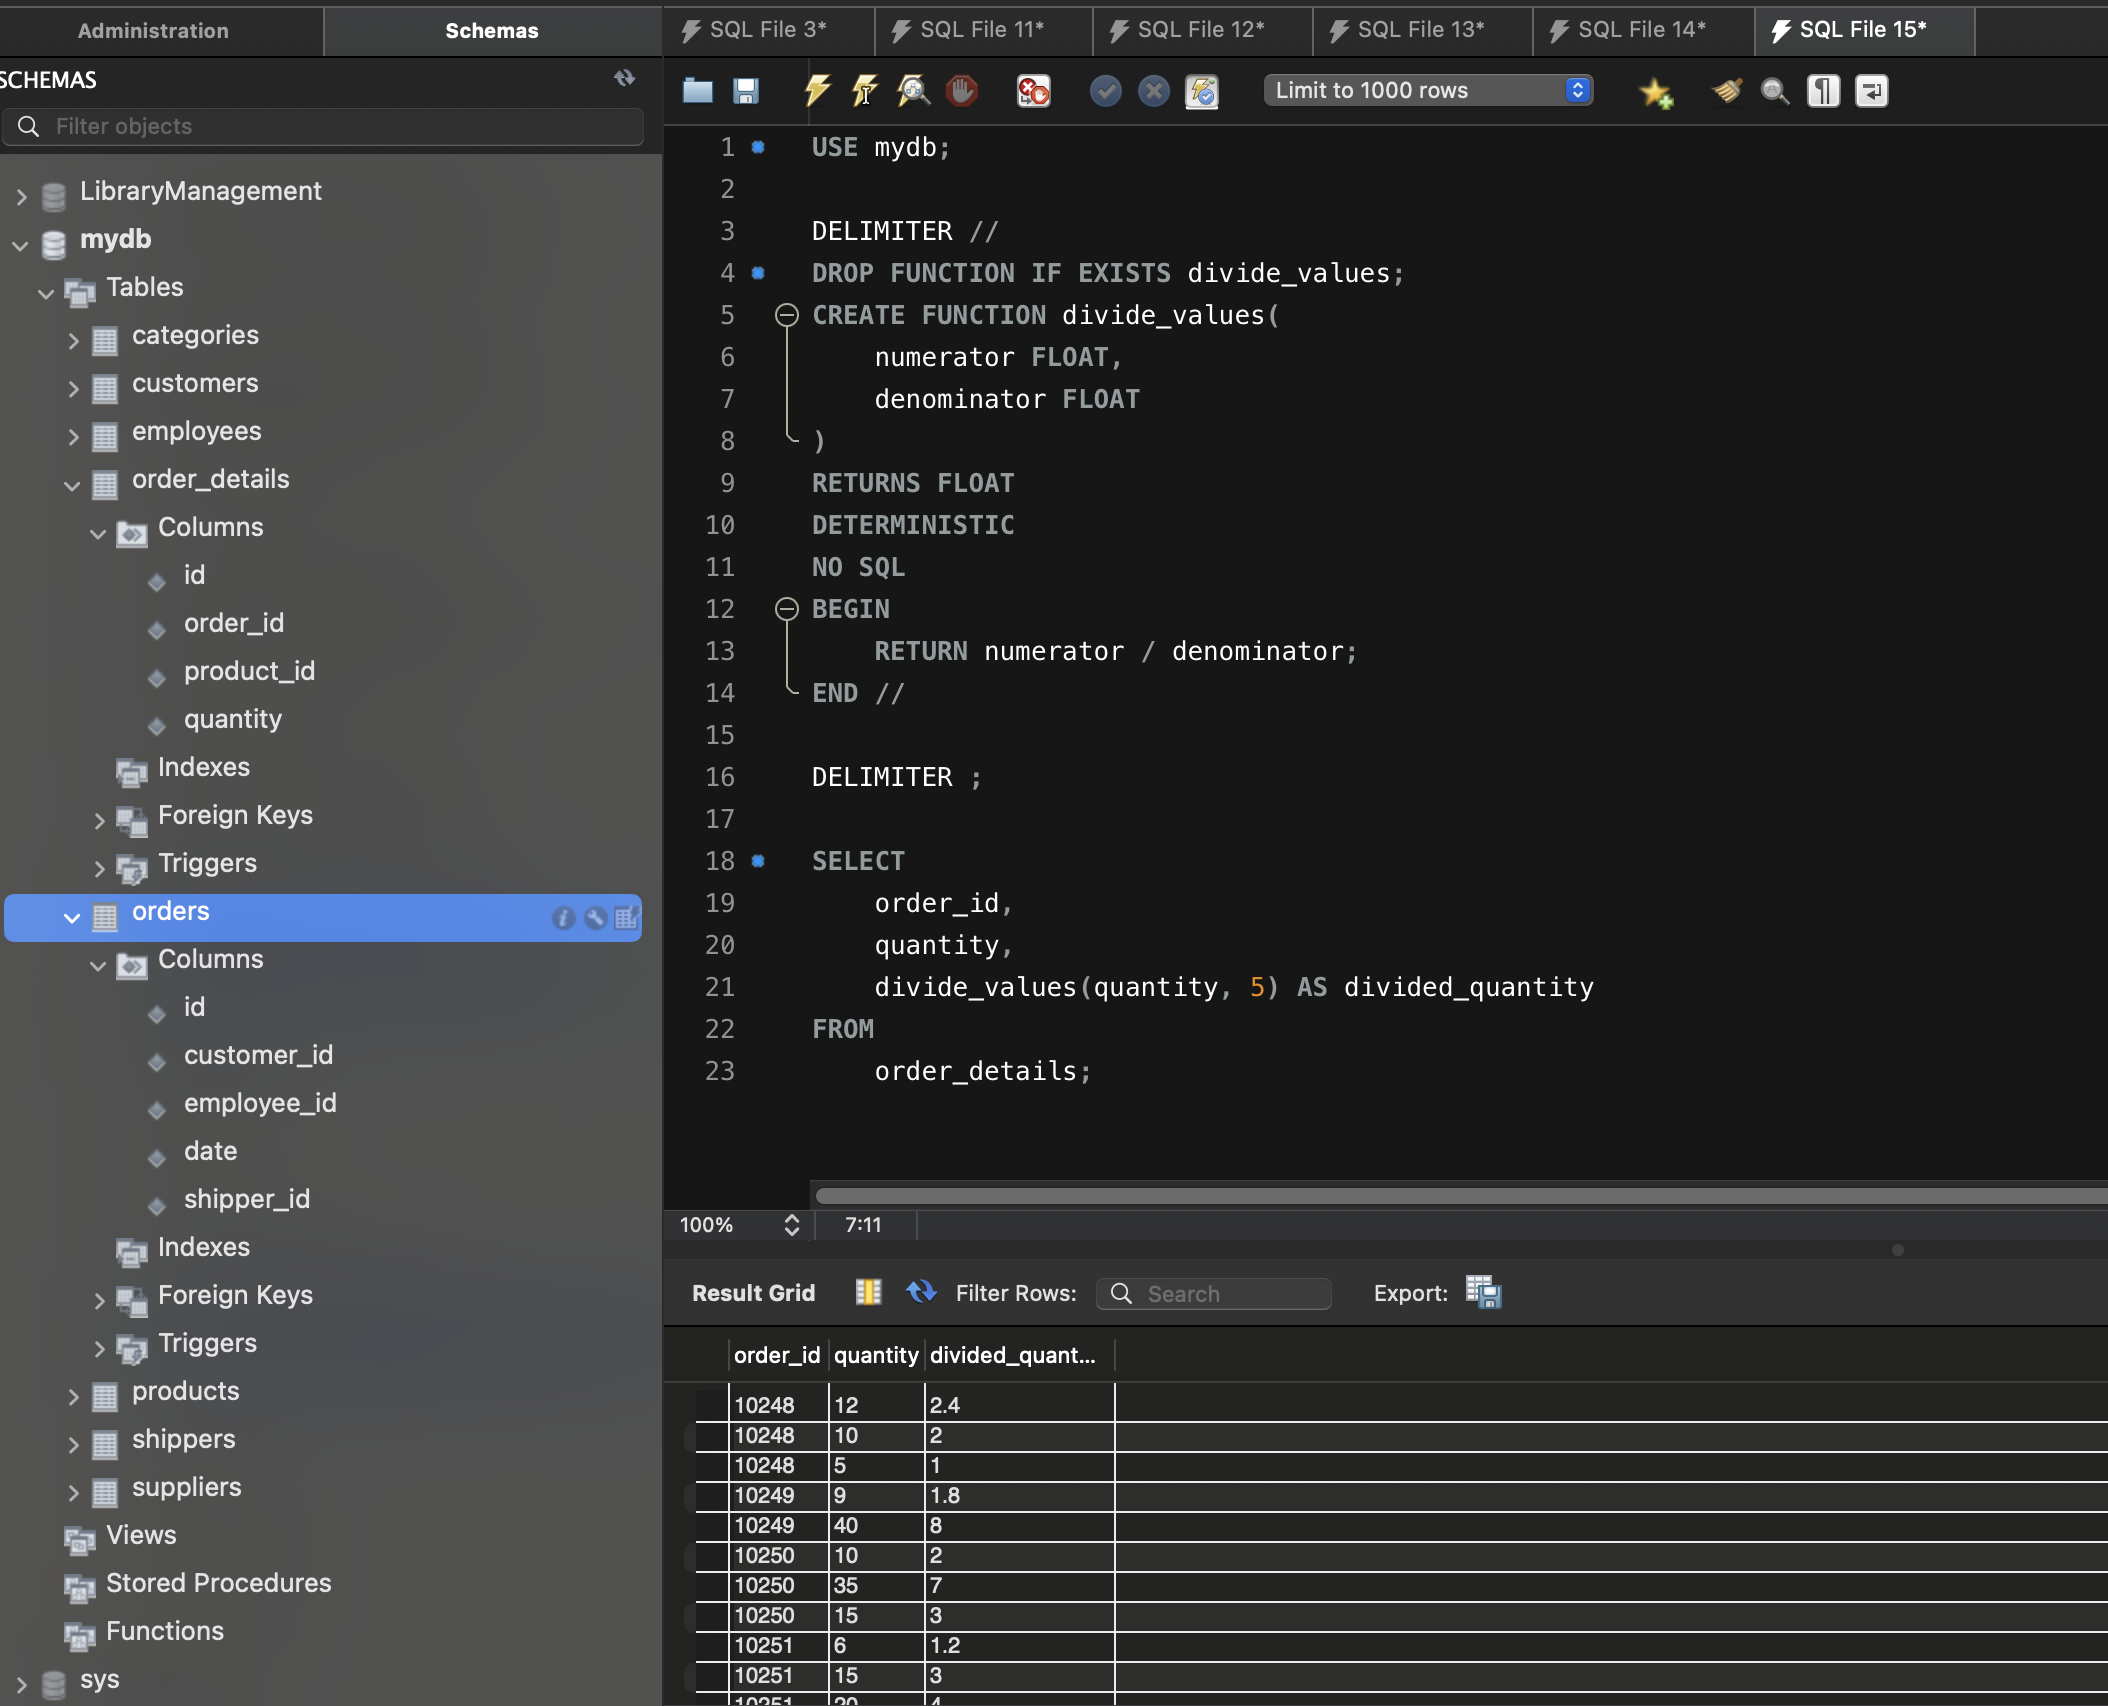 Administration
Schemas
SCHEMAS
Filter objects
LibraryManagement
mydb
Tables
categories
customers
employees
order_details
Columns
id
order_id
product_id
quantity
Indexes
Foreign Keys
Triggers
orders
Columns
id
customer_id
employee_id
date
shipper_id
Indexes
Foreign Keys
Triggers
products
shippers
suppliers
Views
Stored Procedures
Functions
sys
SQL File 3*
SQL File 11*
SQL File 12*
SQL File 13*
SQL File 14*
SQL File 15*
Limit to 1000 rows
1 USE mydb;
2
3 DELIMITER //
4 DROP FUNCTION IF EXISTS divide_values;
5 CREATE FUNCTION divide_values(
6 numerator FLOAT,
7 denominator FLOAT
8 )
9 RETURNS FLOAT
10 DETERMINISTIC
11 NO SQL
12 BEGIN
13 RETURN numerator / denominator;
14 END //
15
16 DELIMITER ;
17
18 SELECT
19 order_id,
20 quantity,
21 divide_values(quantity, 5) AS divided_quantity
22 FROM
23 order_details;
100% 7:11
Result Grid Filter Rows: Search Export:
order_id quantity divided_quant...
10248 12 2.4
10248 10 2
10248 5 1
10249 9 1.8
10249 40 8
10250 10 2
10250 35 7
10250 15 3
10251 6 1.2
10251 15 3
10251 20 4